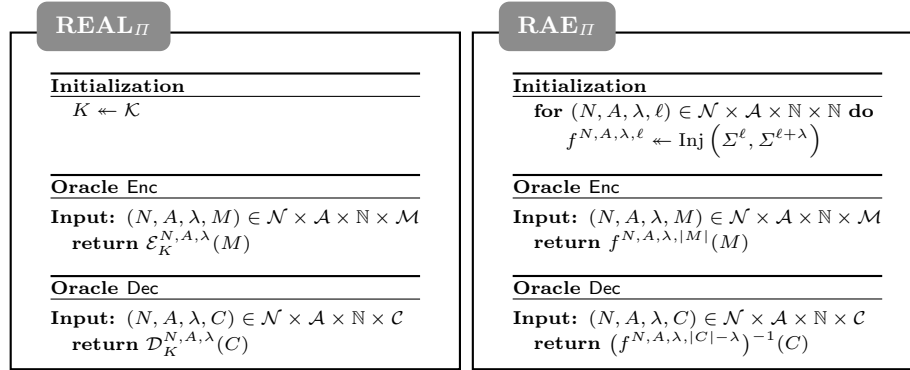 REAL_Π
Initialization
K ↞ 𝒦
Oracle Enc
Input: (N, A, λ, M) ∈ 𝒩 × 𝒜 × ℕ × ℳ
return ℰ_K^{N,A,λ}(M)
Oracle Dec
Input: (N, A, λ, C) ∈ 𝒩 × 𝒜 × ℕ × 𝒞
return 𝒟_K^{N,A,λ}(C)
RAE_Π
Initialization
for (N, A, λ, ℓ) ∈ 𝒩 × 𝒜 × ℕ × ℕ do
f^{N,A,λ,ℓ} ↞ Inj (Σ^ℓ, Σ^{ℓ+λ})
Oracle Enc
Input: (N, A, λ, M) ∈ 𝒩 × 𝒜 × ℕ × ℳ
return f^{N,A,λ,|M|}(M)
Oracle Dec
Input: (N, A, λ, C) ∈ 𝒩 × 𝒜 × ℕ × 𝒞
return (f^{N,A,λ,|C|−λ})^{−1}(C)